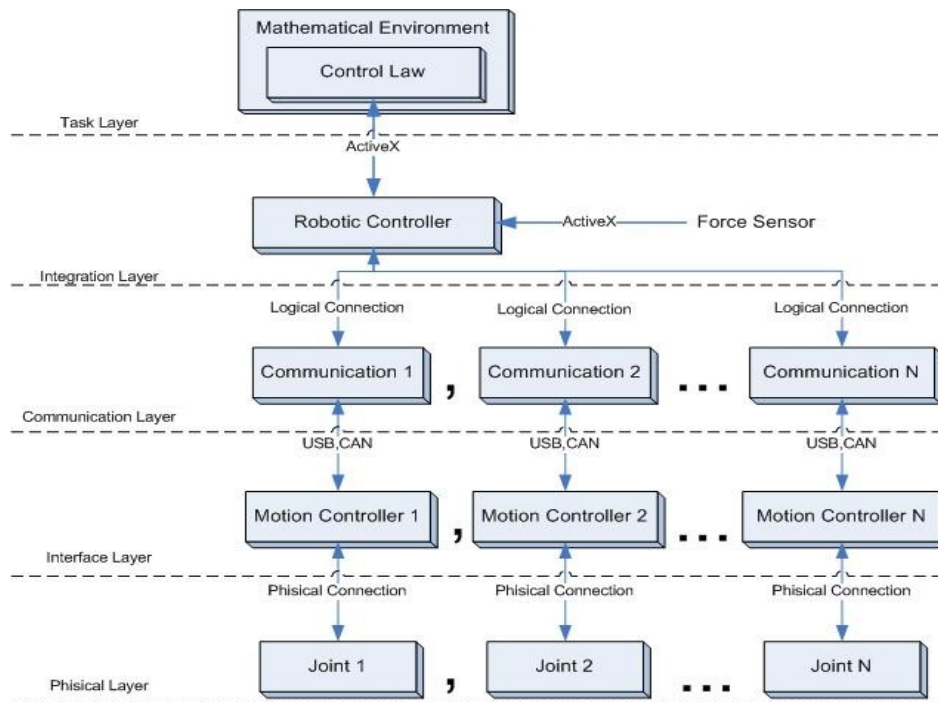 Mathematical Environment
Control Law
Task Layer
ActiveX
Robotic Controller
ActiveX
Force Sensor
Integration Layer
Logical Connection
Logical Connection
Logical Connection
Communication 1
,
Communication 2
...
Communication N
Communication Layer
USB,CAN
USB,CAN
USB,CAN
Motion Controller 1
,
Motion Controller 2
...
Motion Controller N
Interface Layer
Phisical Connection
Phisical Connection
Phisical Connection
Joint 1
,
Joint 2
...
Joint N
Phisical Layer